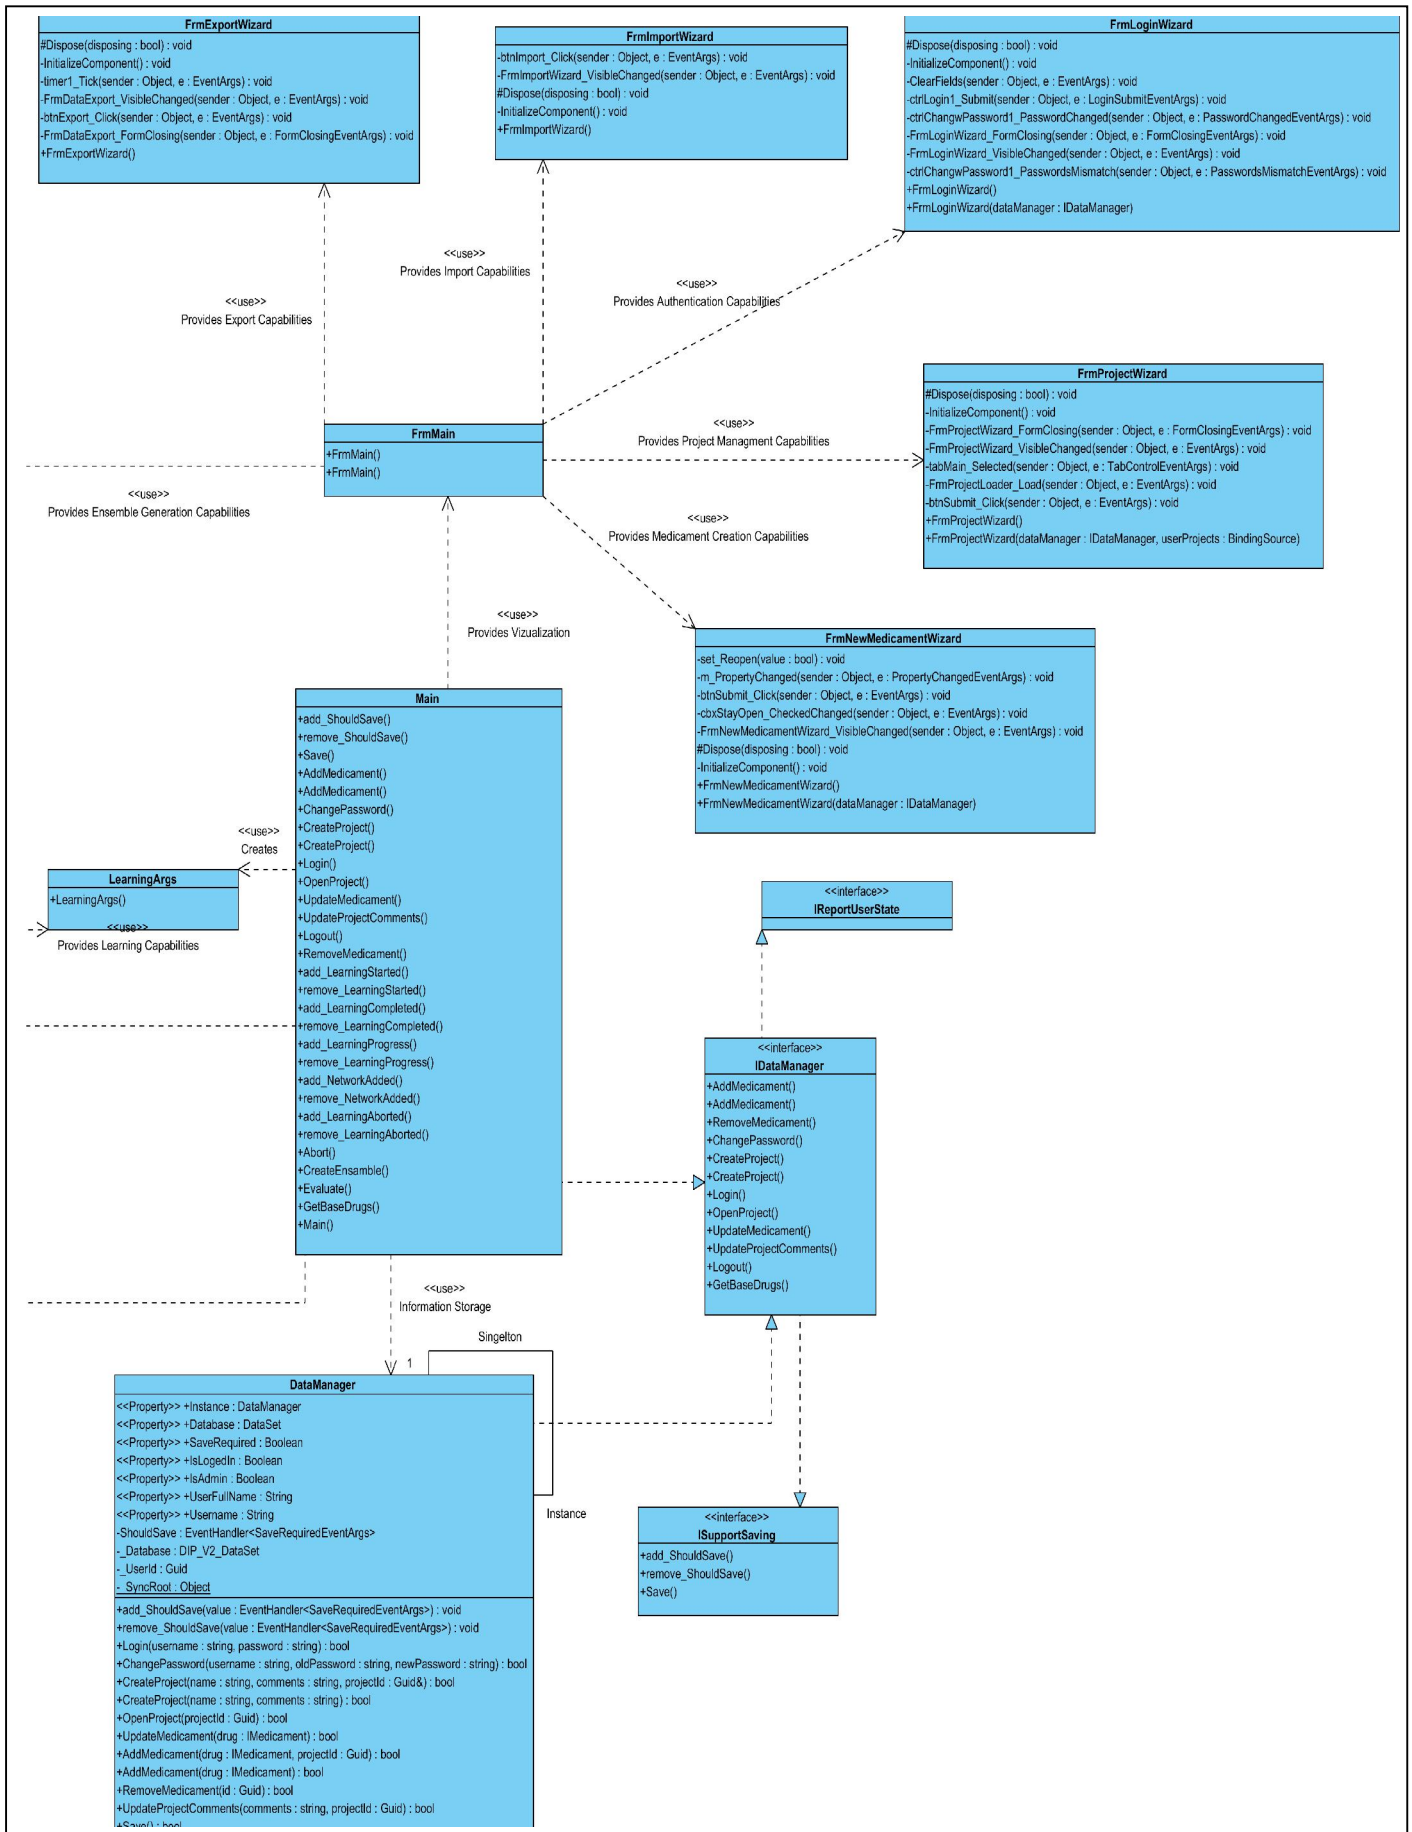 FrmExportWizard
#Dispose(disposing : bool) : void
-InitializeComponent() : void
-timer1_Tick(sender : Object, e : EventArgs) : void
-FrmDataExport_VisibleChanged(sender : Object, e : EventArgs) : void
-btnExport_Click(sender : Object, e : EventArgs) : void
-FrmDataExport_FormClosing(sender : Object, e : FormClosingEventArgs) : void
+FrmExportWizard()
FrmImportWizard
-btnImport_Click(sender : Object, e : EventArgs) : void
-FrmImportWizard_VisibleChanged(sender : Object, e : EventArgs) : void
#Dispose(disposing : bool) : void
-InitializeComponent() : void
+FrmImportWizard()
FrmLoginWizard
#Dispose(disposing : bool) : void
-InitializeComponent() : void
-ClearFields(sender : Object, e : EventArgs) : void
-ctrlLogin1_Submit(sender : Object, e : LoginSubmitEventArgs) : void
-ctrlChangwPassword1_PasswordChanged(sender : Object, e : PasswordChangedEventArgs) : void
-FrmLoginWizard_FormClosing(sender : Object, e : FormClosingEventArgs) : void
-FrmLoginWizard_VisibleChanged(sender : Object, e : EventArgs) : void
-ctrlChangwPassword1_PasswordsMismatch(sender : Object, e : PasswordsMismatchEventArgs) : void
+FrmLoginWizard()
+FrmLoginWizard(dataManager : IDataManager)
<<use>>
Provides Import Capabilities
<<use>>
Provides Authentication Capabilities
<<use>>
Provides Export Capabilities
FrmMain
+FrmMain()
+FrmMain()
<<use>>
Provides Project Managment Capabilities
FrmProjectWizard
#Dispose(disposing : bool) : void
-InitializeComponent() : void
-FrmProjectWizard_FormClosing(sender : Object, e : FormClosingEventArgs) : void
-FrmProjectWizard_VisibleChanged(sender : Object, e : EventArgs) : void
-tabMain_Selected(sender : Object, e : TabControlEventArgs) : void
-FrmProjectLoader_Load(sender : Object, e : EventArgs) : void
-btnSubmit_Click(sender : Object, e : EventArgs) : void
+FrmProjectWizard()
+FrmProjectWizard(dataManager : IDataManager, userProjects : BindingSource)
<<use>>
Provides Ensemble Generation Capabilities
<<use>>
Provides Medicament Creation Capabilities
<<use>>
Provides Vizualization
FrmNewMedicamentWizard
-set_Reopen(value : bool) : void
-m_PropertyChanged(sender : Object, e : PropertyChangedEventArgs) : void
-btnSubmit_Click(sender : Object, e : EventArgs) : void
-cbxStayOpen_CheckedChanged(sender : Object, e : EventArgs) : void
-FrmNewMedicamentWizard_VisibleChanged(sender : Object, e : EventArgs) : void
#Dispose(disposing : bool) : void
-InitializeComponent() : void
+FrmNewMedicamentWizard()
+FrmNewMedicamentWizard(dataManager : IDataManager)
Main
+add_ShouldSave()
+remove_ShouldSave()
+Save()
+AddMedicament()
+AddMedicament()
+ChangePassword()
+CreateProject()
+CreateProject()
+Login()
+OpenProject()
+UpdateMedicament()
+UpdateProjectComments()
+Logout()
+RemoveMedicament()
+add_LearningStarted()
+remove_LearningStarted()
+add_LearningCompleted()
+remove_LearningCompleted()
+add_LearningProgress()
+remove_LearningProgress()
+add_NetworkAdded()
+remove_NetworkAdded()
+add_LearningAborted()
+remove_LearningAborted()
+Abort()
+CreateEnsamble()
+Evaluate()
+GetBaseDrugs()
+Main()
<<use>>
Creates
LearningArgs
+LearningArgs()
<<use>>
Provides Learning Capabilities
<<interface>>
IReportUserState
<<interface>>
IDataManager
+AddMedicament()
+AddMedicament()
+RemoveMedicament()
+ChangePassword()
+CreateProject()
+CreateProject()
+Login()
+OpenProject()
+UpdateMedicament()
+UpdateProjectComments()
+Logout()
+GetBaseDrugs()
<<use>>
Information Storage
Singelton
1
Instance
DataManager
<<Property>> +Instance : DataManager
<<Property>> +Database : DataSet
<<Property>> +SaveRequired : Boolean
<<Property>> +IsLogedIn : Boolean
<<Property>> +IsAdmin : Boolean
<<Property>> +UserFullName : String
<<Property>> +Username : String
-ShouldSave : EventHandler<SaveRequiredEventArgs>
-_Database : DIP_V2_DataSet
-_UserId : Guid
-_SyncRoot : Object
+add_ShouldSave(value : EventHandler<SaveRequiredEventArgs>) : void
+remove_ShouldSave(value : EventHandler<SaveRequiredEventArgs>) : void
+Login(username : string, password : string) : bool
+ChangePassword(username : string, oldPassword : string, newPassword : string) : bool
+CreateProject(name : string, comments : string, projectId : Guid&) : bool
+CreateProject(name : string, comments : string) : bool
+OpenProject(projectId : Guid) : bool
+UpdateMedicament(drug : IMedicament) : bool
+AddMedicament(drug : IMedicament, projectId : Guid) : bool
+AddMedicament(drug : IMedicament) : bool
+RemoveMedicament(id : Guid) : bool
+UpdateProjectComments(comments : string, projectId : Guid) : bool
+Save() : bool
<<interface>>
ISupportSaving
+add_ShouldSave()
+remove_ShouldSave()
+Save()